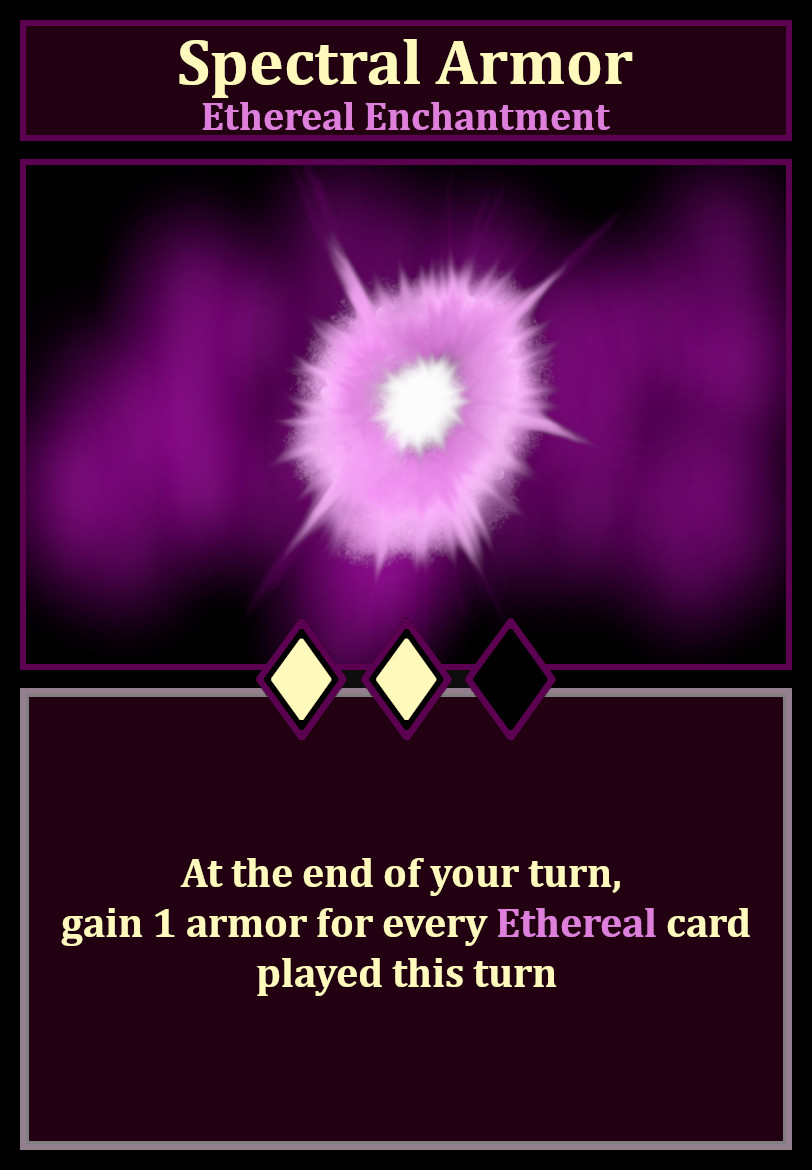 Spectral Armor
Ethereal Enchantment
At the end of your turn,
gain 1 armor for every Ethereal card
played this turn